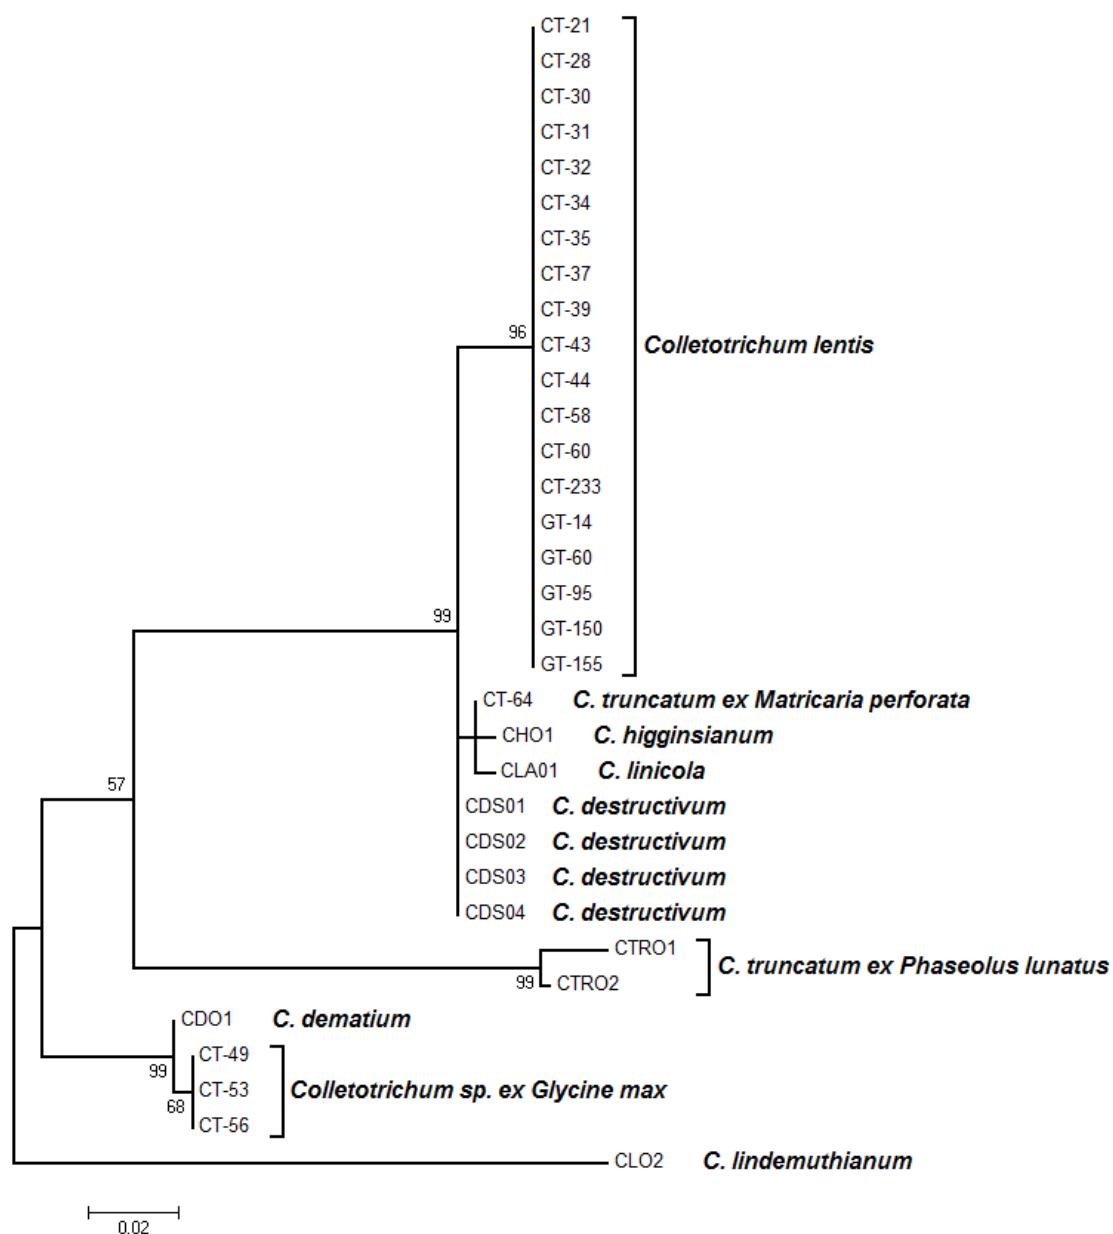 CT-21
CT-28
CT-30
CT-31
CT-32
CT-34
CT-35
CT-37
CT-39
96
CT-43
Colletotrichum lentis
CT-44
CT-58
CT-60
CT-233
GT-14
GT-60
GT-95
99
GT-150
GT-155
CT-64 C. truncatum ex Matricaria perforata
CHO1 C. higginsianum
CLA01 C. linicola
57
CDS01 C. destructivum
CDS02 C. destructivum
CDS03 C. destructivum
CDS04 C. destructivum
CTRO1
C. truncatum ex Phaseolus lunatus
99
CTRO2
CDO1 C. dematium
CT-49
99
CT-53
Colletotrichum sp. ex Glycine max
68
CT-56
CLO2 C. lindemuthianum
0.02